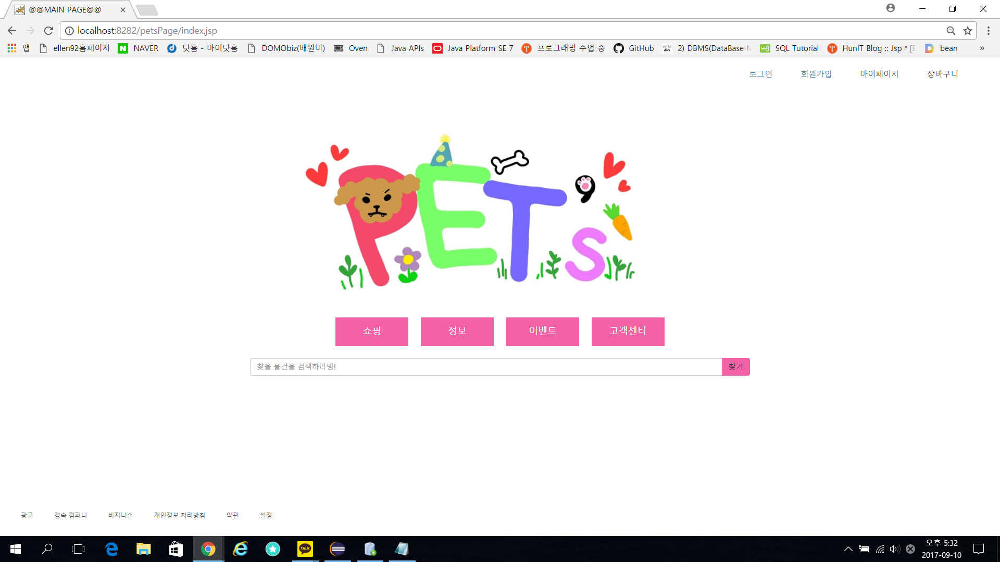 @@MAIN PAGE@@
localhost:8282/petsPage/index.jsp
앱 ellen92홈페이지 NAVER 닷홈 - 마이닷홈 DOMObiz(배원미) Oven Java APIs Java Platform SE 7 프로그래밍 수업 중 GitHub 2) DBMS(DataBase M SQL Tutorial HunIT Blog :: Jsp〃[E bean »
로그인 회원가입 마이페이지 장바구니
PET,s
쇼핑 정보 이벤트 고객센터
찾을 물건을 검색하라멍! 찾기
광고 경숙 컴퍼니 비지니스 개인정보 처리방침 약관 설정
TALK
오후 5:32
2017-09-10